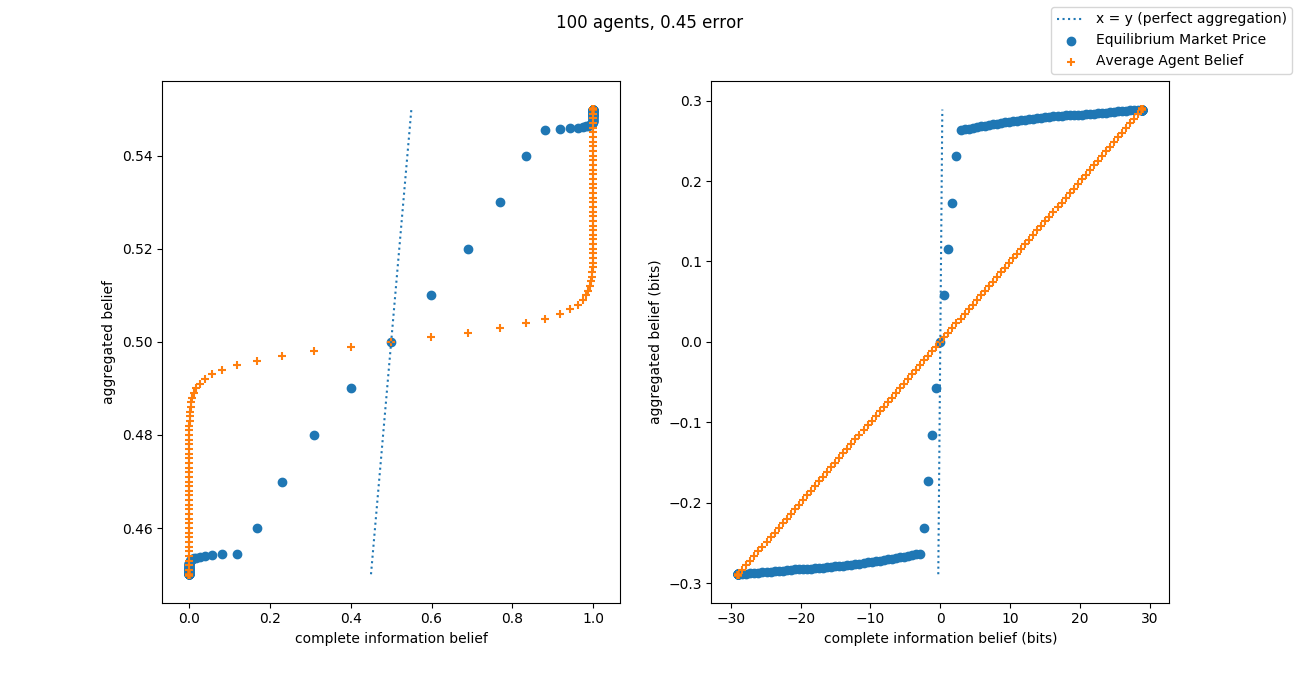 100 agents, 0.45 error
x = y (perfect aggregation)
Equilibrium Market Price
Average Agent Belief
aggregated belief
0.54
0.52
0.50
0.48
0.46
0.0 0.2 0.4 0.6 0.8 1.0
complete information belief
aggregated belief (bits)
0.3
0.2
0.1
0.0
−0.1
−0.2
−0.3
−30 −20 −10 0 10 20 30
complete information belief (bits)